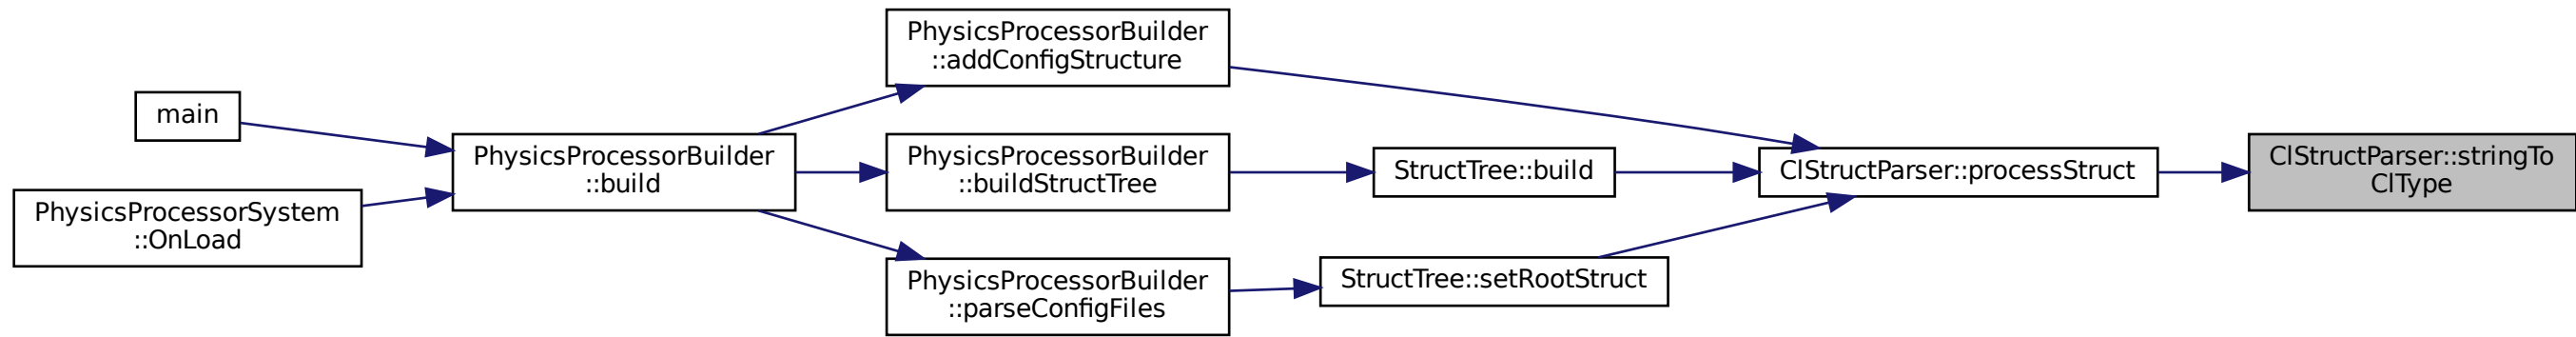 main
PhysicsProcessorSystem
::OnLoad
PhysicsProcessorBuilder
::build
PhysicsProcessorBuilder
::addConfigStructure
PhysicsProcessorBuilder
::buildStructTree
PhysicsProcessorBuilder
::parseConfigFiles
StructTree::build
StructTree::setRootStruct
ClStructParser::processStruct
ClStructParser::stringTo
ClType